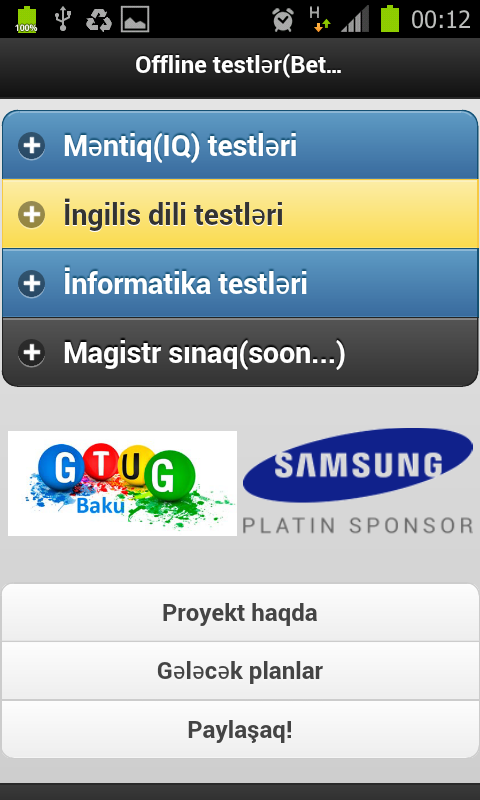 100%
H
00:12
Offline testlər(Bet…
Məntiq(IQ) testləri
İngilis dili testləri
İnformatika testləri
Magistr sınaq(soon...)
GTUG
Baku
SAMSUNG
PLATIN SPONSOR
Proyekt haqda
Gələcək planlar
Paylaşaq!